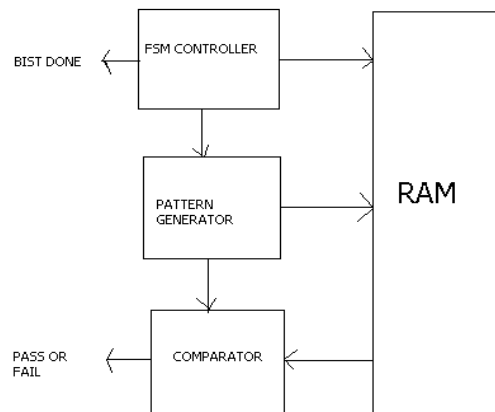 FSM CONTROLLER
BIST DONE
RAM
PATTERN
GENERATOR
PASS OR
FAIL
COMPARATOR